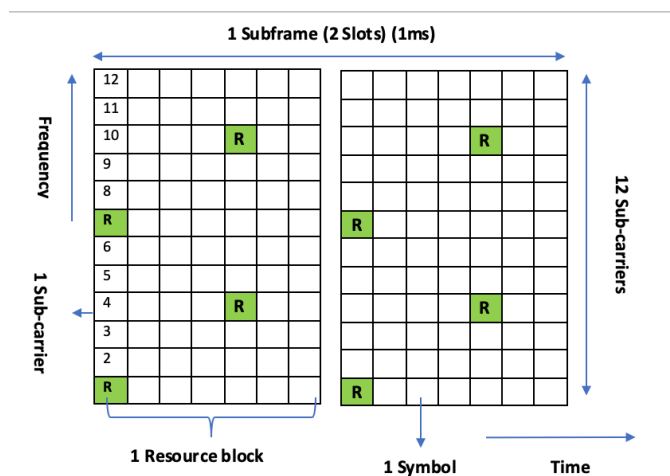 1 Subframe (2 Slots) (1ms)
Frequency
1 Sub-carrier
12
11
10
R
R
9
8
R
R
6
5
4
R
R
3
2
R
R
12 Sub-carriers
1 Resource block
1 Symbol
Time